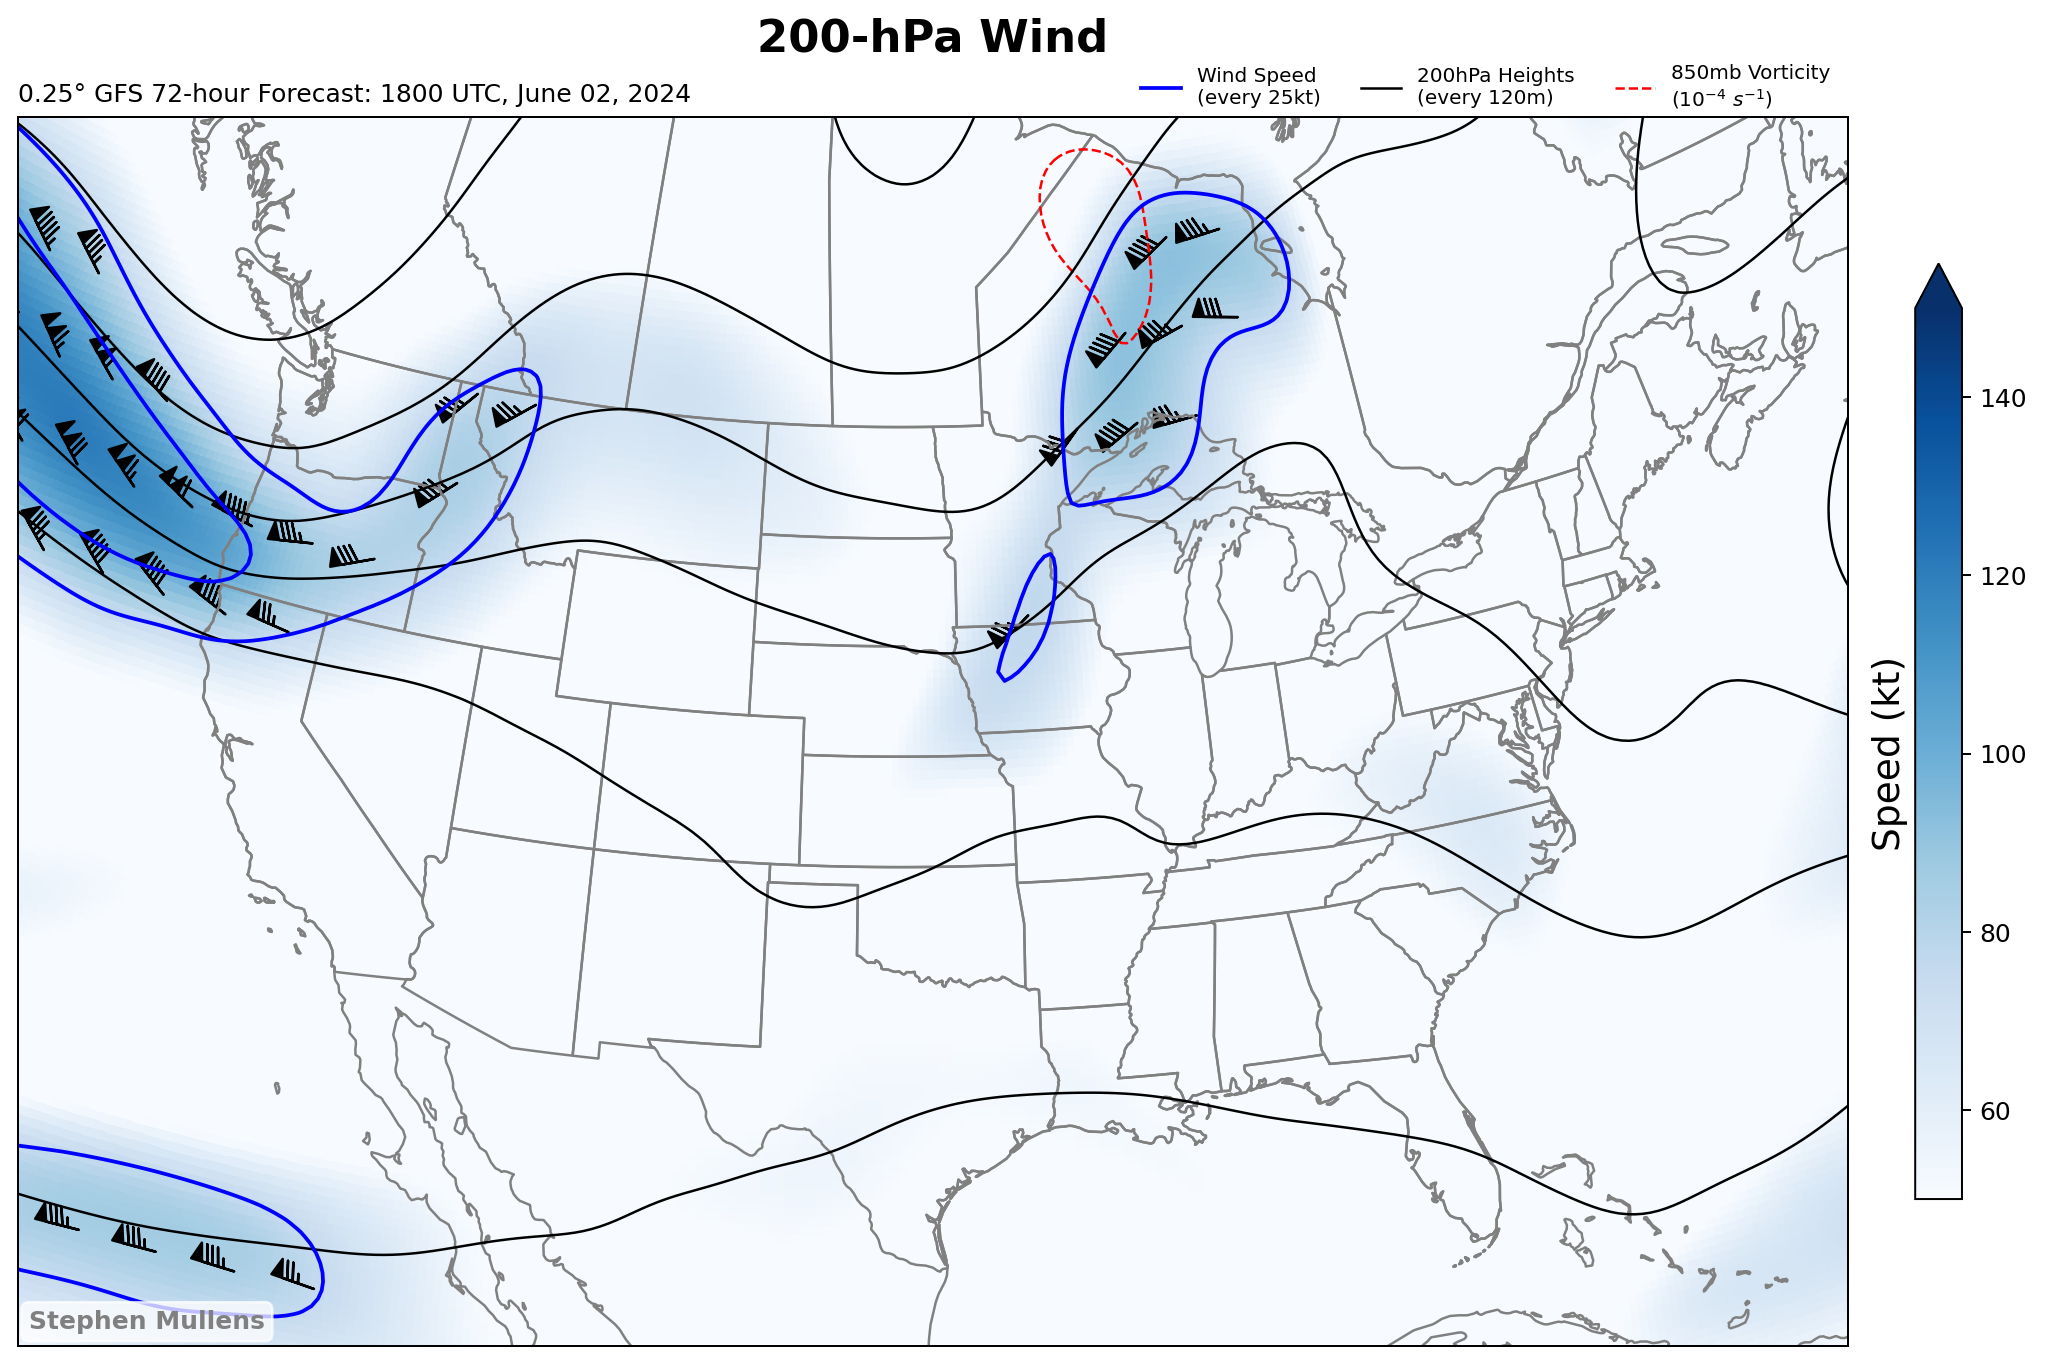 200-hPa Wind
0.25° GFS 72-hour Forecast: 1800 UTC, June 02, 2024
Wind Speed
(every 25kt)
200hPa Heights
(every 120m)
850mb Vorticity
(10⁻⁴ s⁻¹)
140
120
100
80
60
Speed (kt)
Stephen Mullens